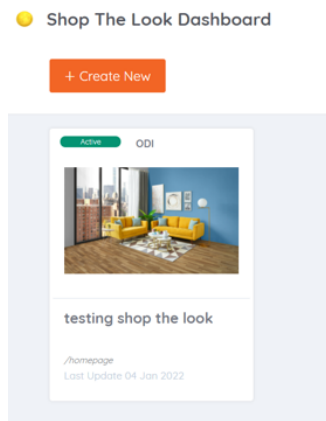 Shop The Look Dashboard
+ Create New
Active ODI
testing shop the look
/homepage
Last Update 04 Jan 2022